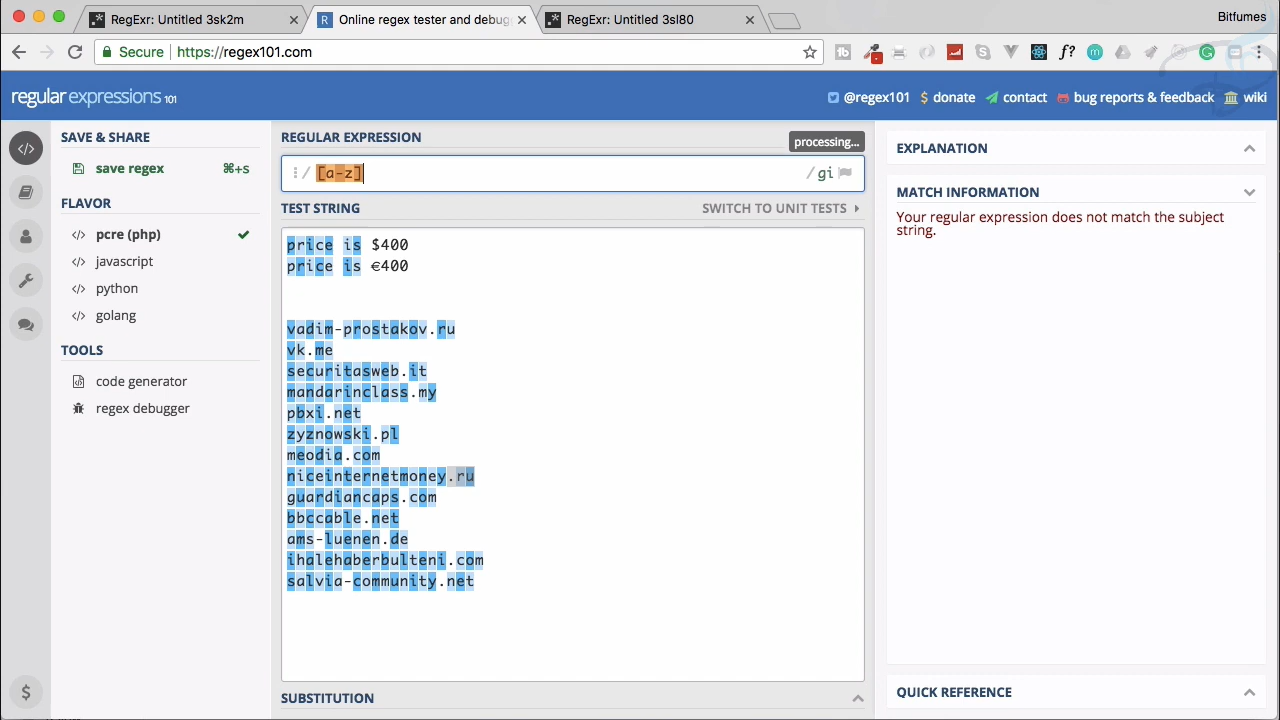 RegExr: Untitled 3sk2m
Online regex tester and debug
RegExr: Untitled 3sl80
Bitfumes
Secure
https://regex101.com
f?
regular expressions 101
@regex101
$ donate
contact
bug reports & feedback
wiki
SAVE & SHARE
save regex
⌘+S
FLAVOR
</> pcre (php)
</> javascript
</> python
</> golang
TOOLS
code generator
regex debugger
$
REGULAR EXPRESSION
processing...
/ [a-z]
/ gi
TEST STRING
SWITCH TO UNIT TESTS
price is $400
price is €400
vadim-prostakov.ru
vk.me
securitasweb.it
mandarinclass.my
pbxi.net
zyznowski.pl
meodia.com
niceinternetmoney.ru
guardiancaps.com
bbccable.net
ams-luenen.de
ihalehaberbulteni.com
salvia-community.net
SUBSTITUTION
EXPLANATION
MATCH INFORMATION
Your regular expression does not match the subject
string.
QUICK REFERENCE